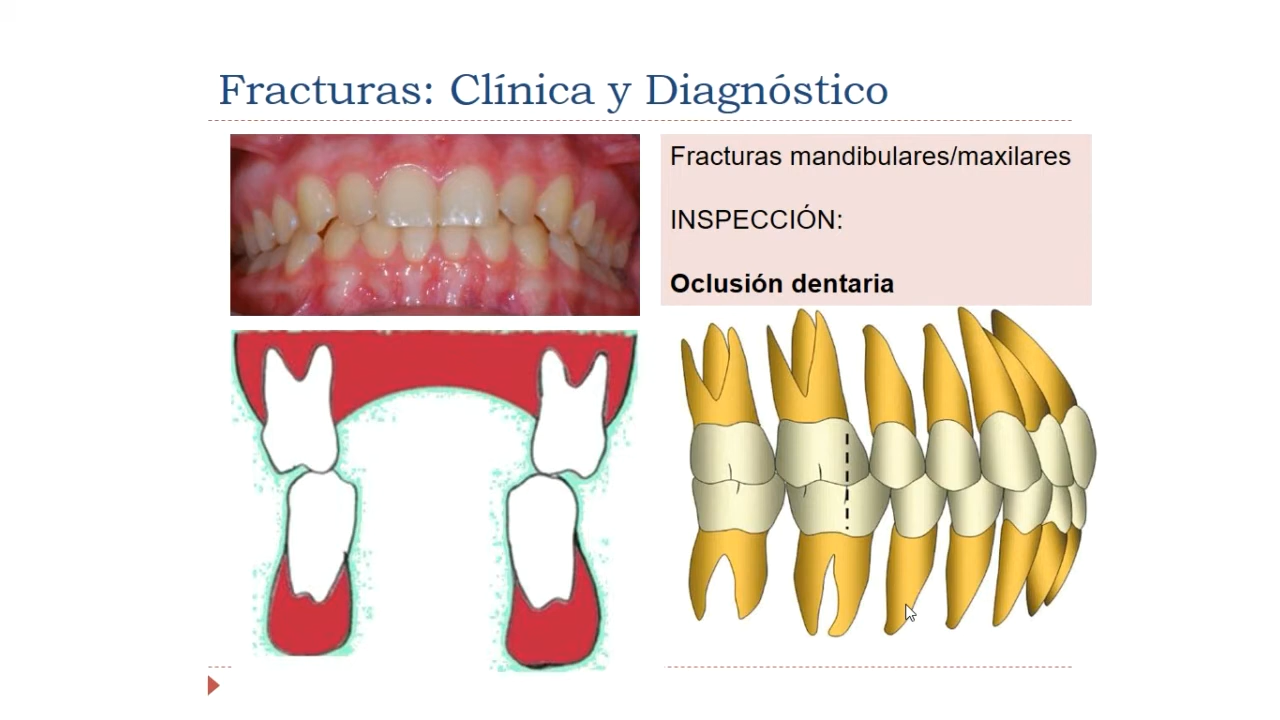 Fracturas: Clínica y Diagnóstico
Fracturas mandibulares/maxilares
INSPECCIÓN:
Oclusión dentaria